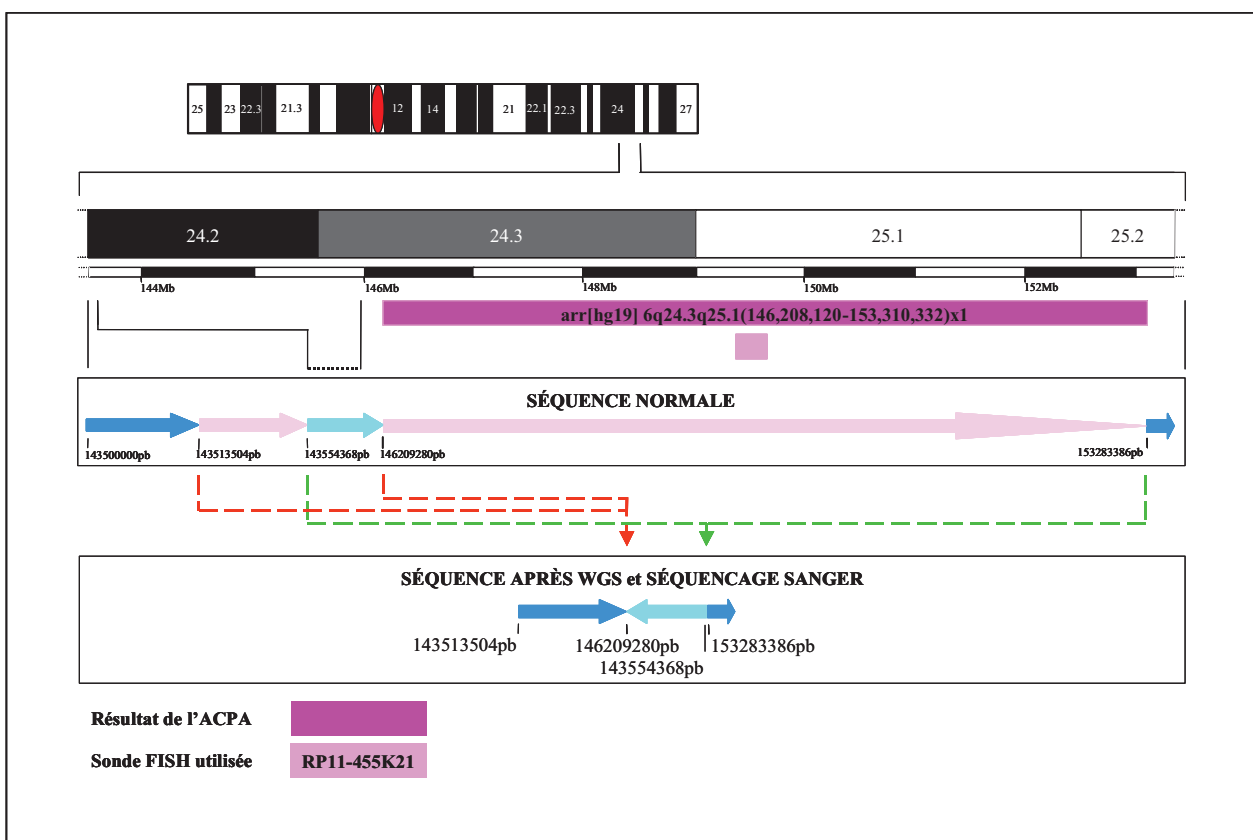 25 23 22.3 21.3 12 14 21 22.1 22.3 24 27
24.2 24.3 25.1 25.2
144Mb 146Mb 148Mb 150Mb 152Mb
arr[hg19] 6q24.3q25.1(146,208,120-153,310,332)x1
SÉQUENCE NORMALE
143500000pb 143513504pb 143554368pb 146209280pb 153283386pb
SÉQUENCE APRÈS WGS et SÉQUENCAGE SANGER
143513504pb 146209280pb 153283386pb
143554368pb
Résultat de l'ACPA
Sonde FISH utilisée RP11-455K21